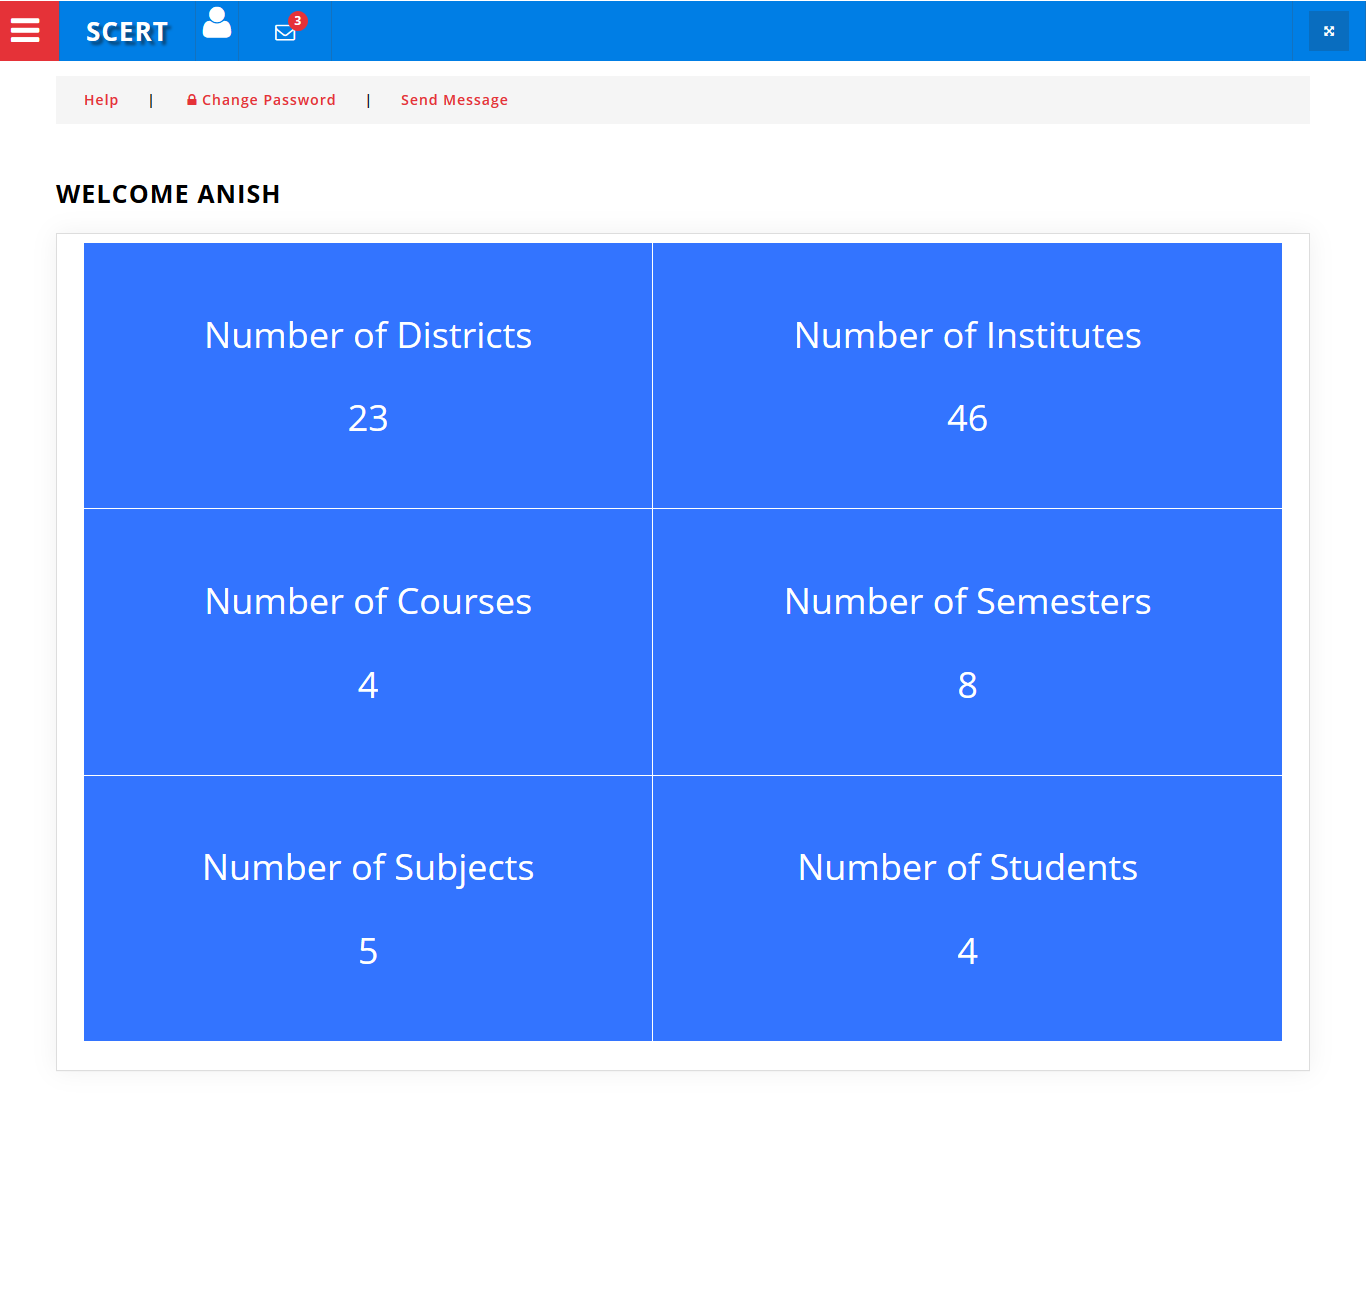 SCERT 3
Help | Change Password | Send Message
WELCOME ANISH
Number of Districts
23
Number of Institutes
46
Number of Courses
4
Number of Semesters
8
Number of Subjects
5
Number of Students
4